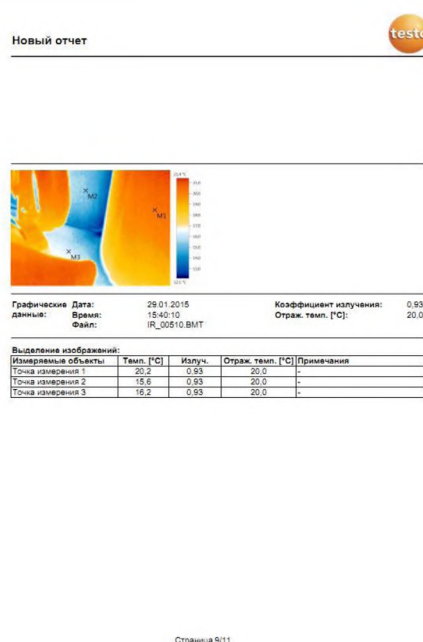 testo
Новый отчет
M2
M1
M3
Графические данные:
Дата: 29.01.2015
Время: 15:40:10
Файл: IR_00510.BMT
Коэффициент излучения: 0,93
Отраж. темп. [°C]: 20,0
Выделение изображений:
Измеряемые объекты Темп. [°C] Излуч. Отраж. темп. [°C] Примечания
Точка измерения 1 20,2 0,93 20,0 -
Точка измерения 2 15,6 0,93 20,0 -
Точка измерения 3 16,2 0,93 20,0 -
Страница 9/11